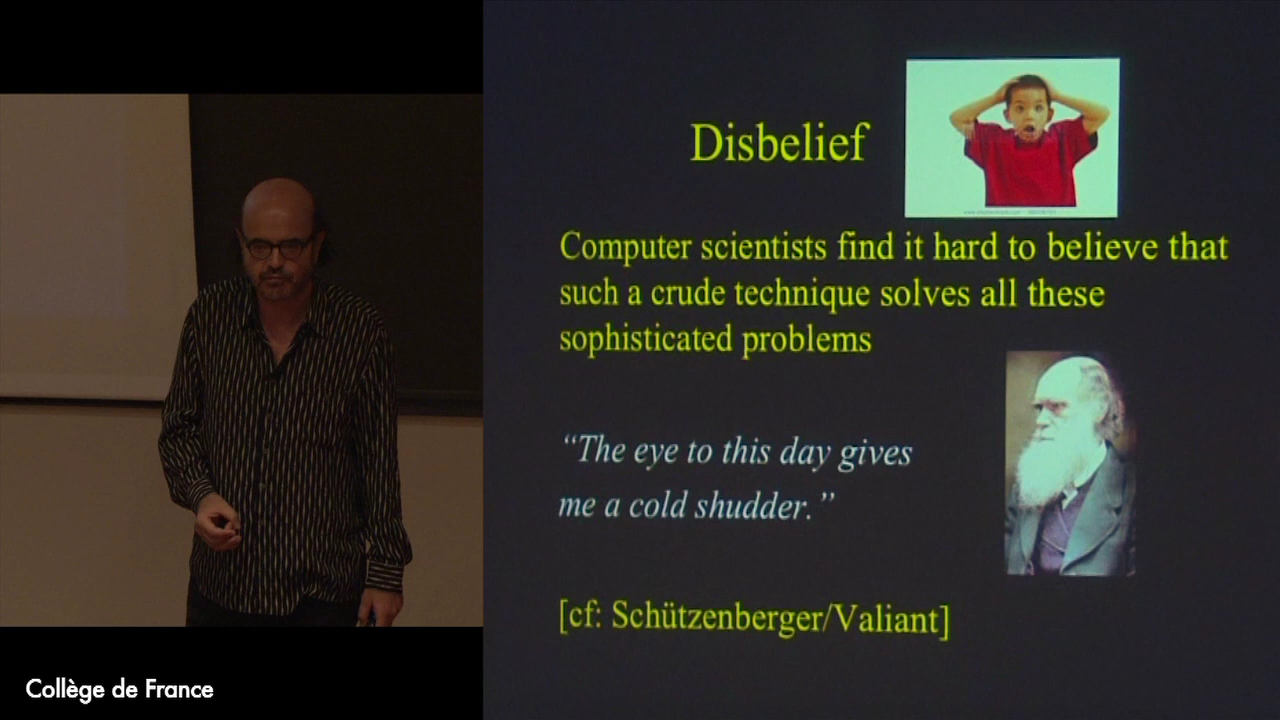 Disbelief
Computer scientists find it hard to believe that
such a crude technique solves all these
sophisticated problems
“The eye to this day gives
me a cold shudder.”
[cf: Schützenberger/Valiant]
Collège de France